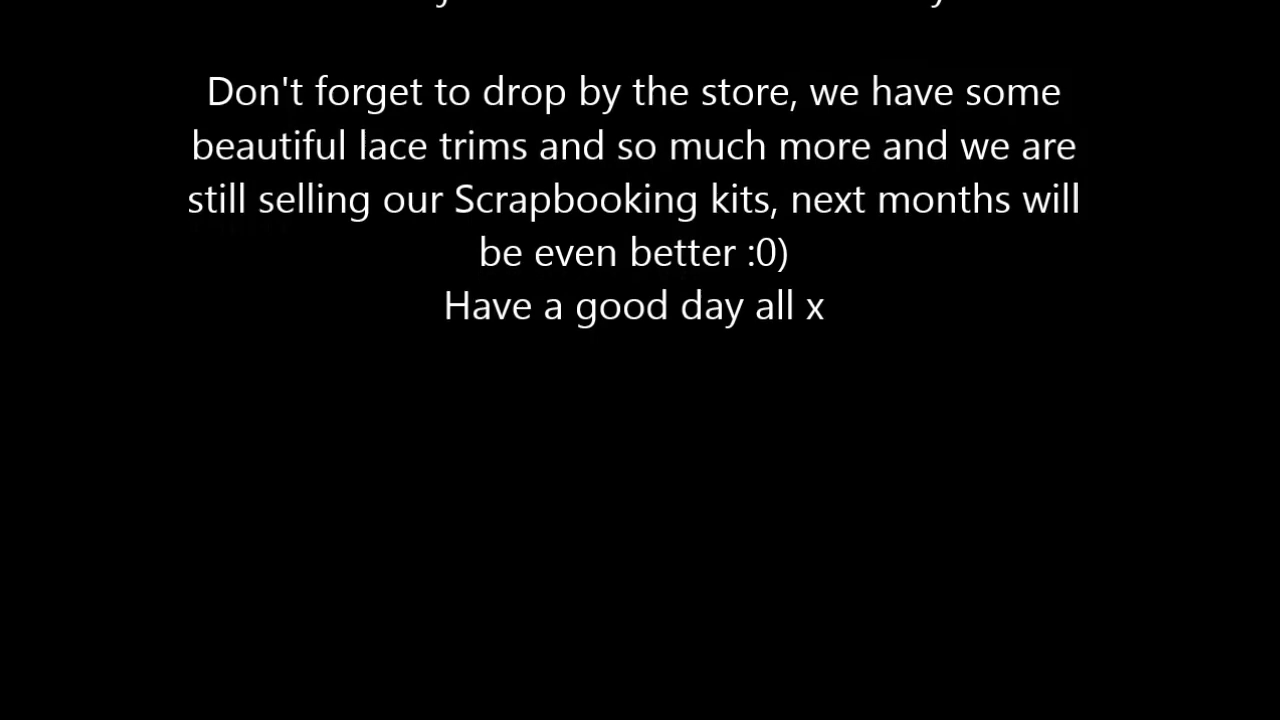 Don't forget to drop by the store, we have some
beautiful lace trims and so much more and we are
still selling our Scrapbooking kits, next months will
be even better :0)
Have a good day all x